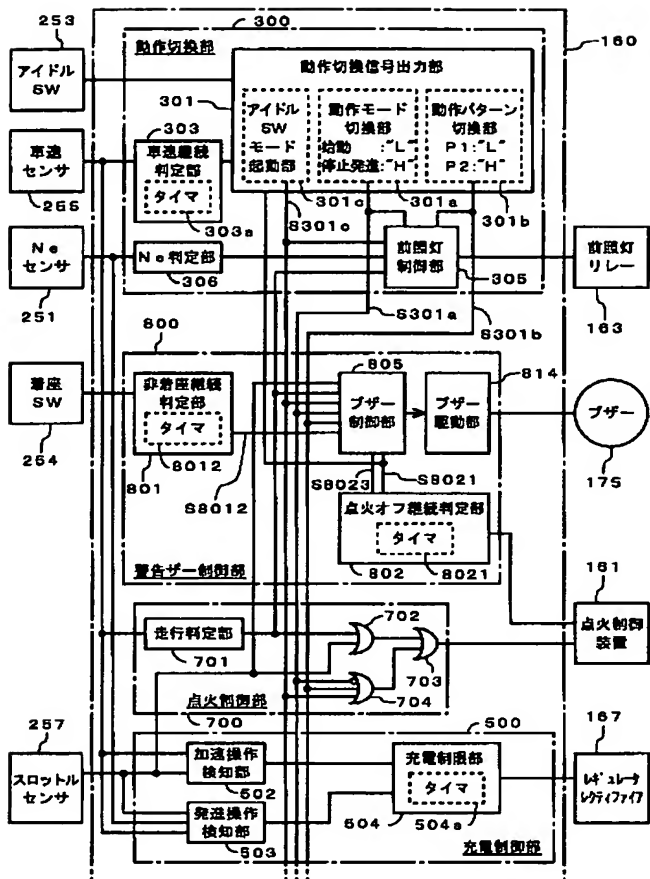 253
アイドル
SW
車速
センサ
255
Ne
センサ
251
着座
SW
254
257
スロットル
センサ
300
160
動作切換部
動作切換信号出力部
301
アイドル
SW
モード
起動部
動作モード
切換部
始動 :"L"
停止発進:"H"
動作パターン
切換部
P1:"L"
P2:"H"
303
車速継続
判定部
タイマ
303a
301c
S301c
301a
301b
Ne判定部
306
前照灯
制御部
305
前照灯
リレー
163
S301a
S301b
800
非着座継続
判定部
タイマ
801
8012
S8012
805
ブザー
制御部
814
ブザー
駆動部
ブザー
175
S8023
S8021
点火オフ継続判定部
タイマ
802
8021
警告ザー制御部
161
点火制御
装置
走行判定部
701
702
703
704
点火制御部
700
500
167
加速操作
検知部
502
発進操作
検知部
503
充電制限部
タイマ
504
504a
充電制御部
レギュレータ
レクティファイア